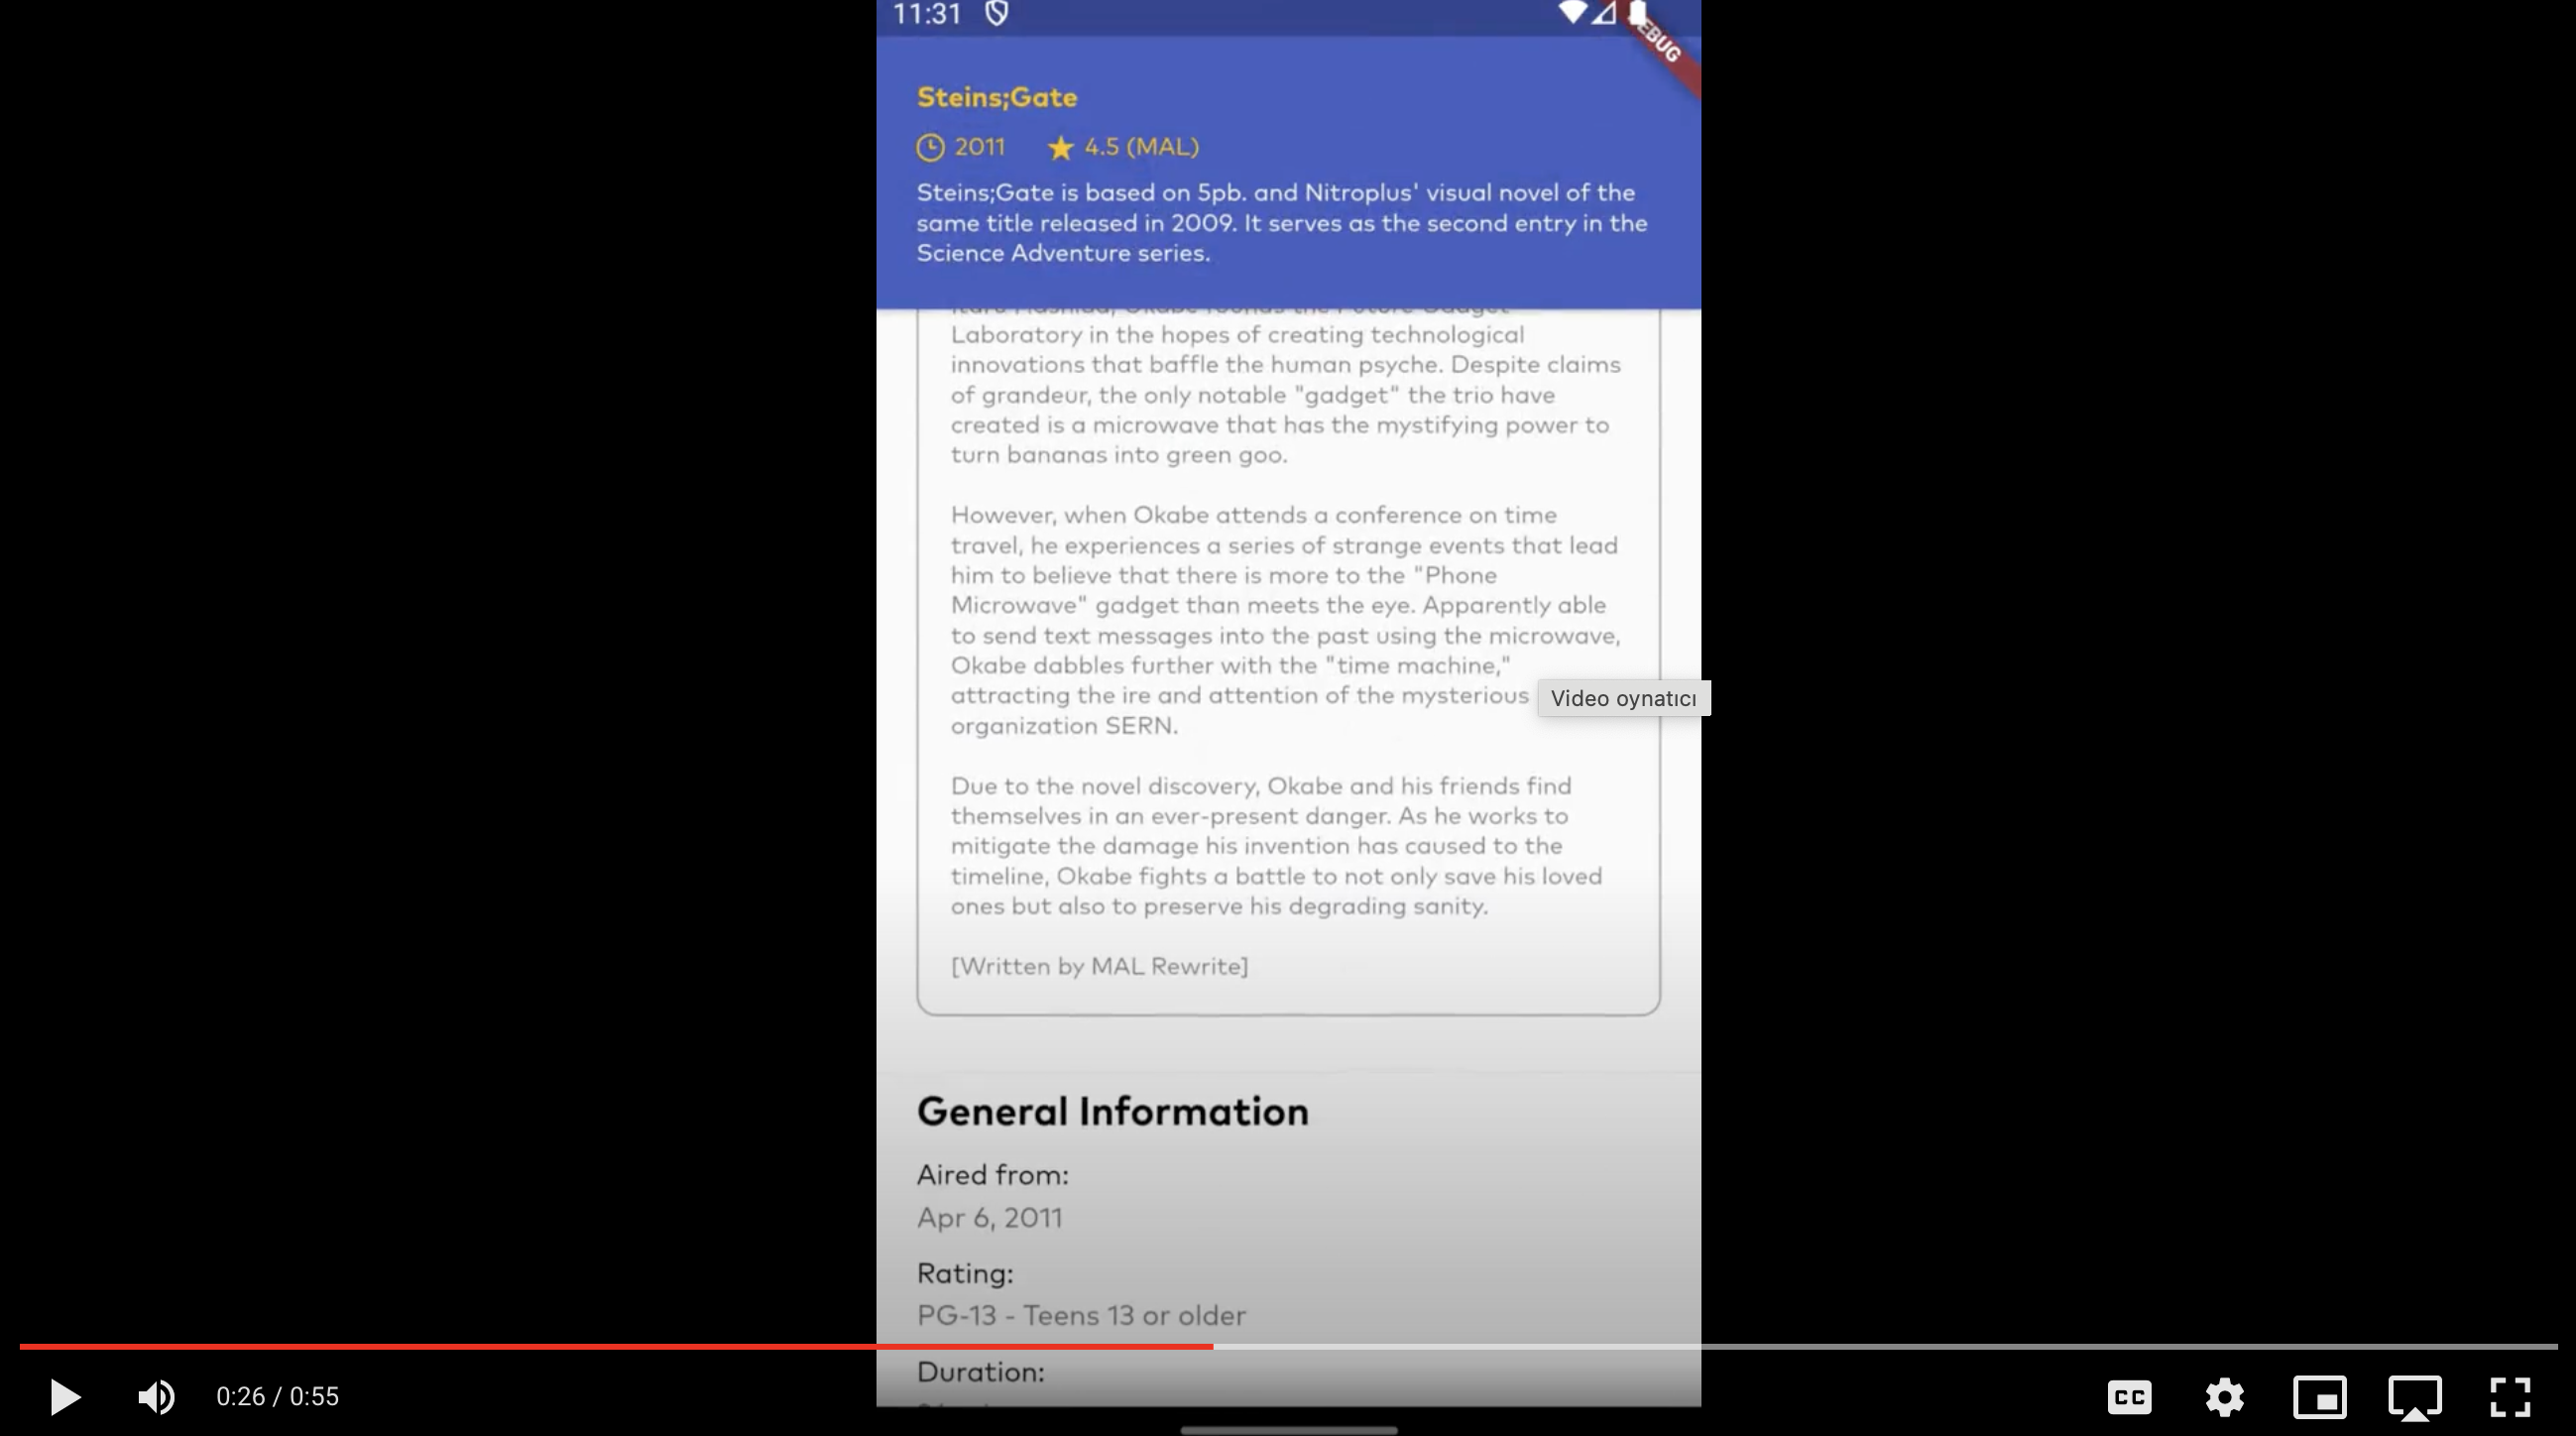 11:31
EBUG
Steins;Gate
2011 4.5 (MAL)
Steins;Gate is based on 5pb. and Nitroplus' visual novel of the
same title released in 2009. It serves as the second entry in the
Science Adventure series.
Laboratory in the hopes of creating technological
innovations that baffle the human psyche. Despite claims
of grandeur, the only notable "gadget" the trio have
created is a microwave that has the mystifying power to
turn bananas into green goo.
However, when Okabe attends a conference on time
travel, he experiences a series of strange events that lead
him to believe that there is more to the "Phone
Microwave" gadget than meets the eye. Apparently able
to send text messages into the past using the microwave,
Okabe dabbles further with the "time machine,"
attracting the ire and attention of the mysterious
Video oynatıcı
organization SERN.
Due to the novel discovery, Okabe and his friends find
themselves in an ever-present danger. As he works to
mitigate the damage his invention has caused to the
timeline, Okabe fights a battle to not only save his loved
ones but also to preserve his degrading sanity.
[Written by MAL Rewrite]
General Information
Aired from:
Apr 6, 2011
Rating:
PG-13 - Teens 13 or older
Duration:
0:26 / 0:55
CC